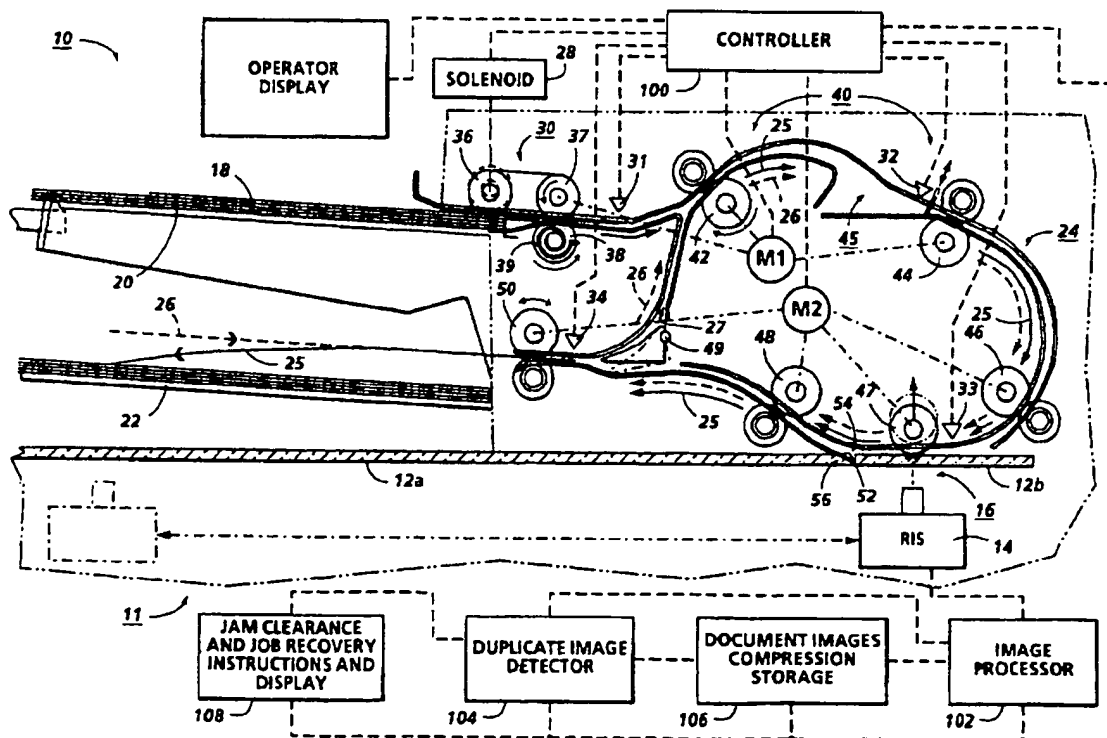 10
OPERATOR
DISPLAY
SOLENOID
28
CONTROLLER
100
40
36
30
37
31
25
32
18
26
45
24
20
39
38
42
M1
44
26
50
34
26
27
M2
25
46
25
49
48
47
33
22
25
54
12a
56
52
16
12b
RIS
14
11
JAM CLEARANCE
AND JOB RECOVERY
INSTRUCTIONS AND
DISPLAY
108
DUPLICATE IMAGE
DETECTOR
104
DOCUMENT IMAGES
COMPRESSION
STORAGE
106
IMAGE
PROCESSOR
102